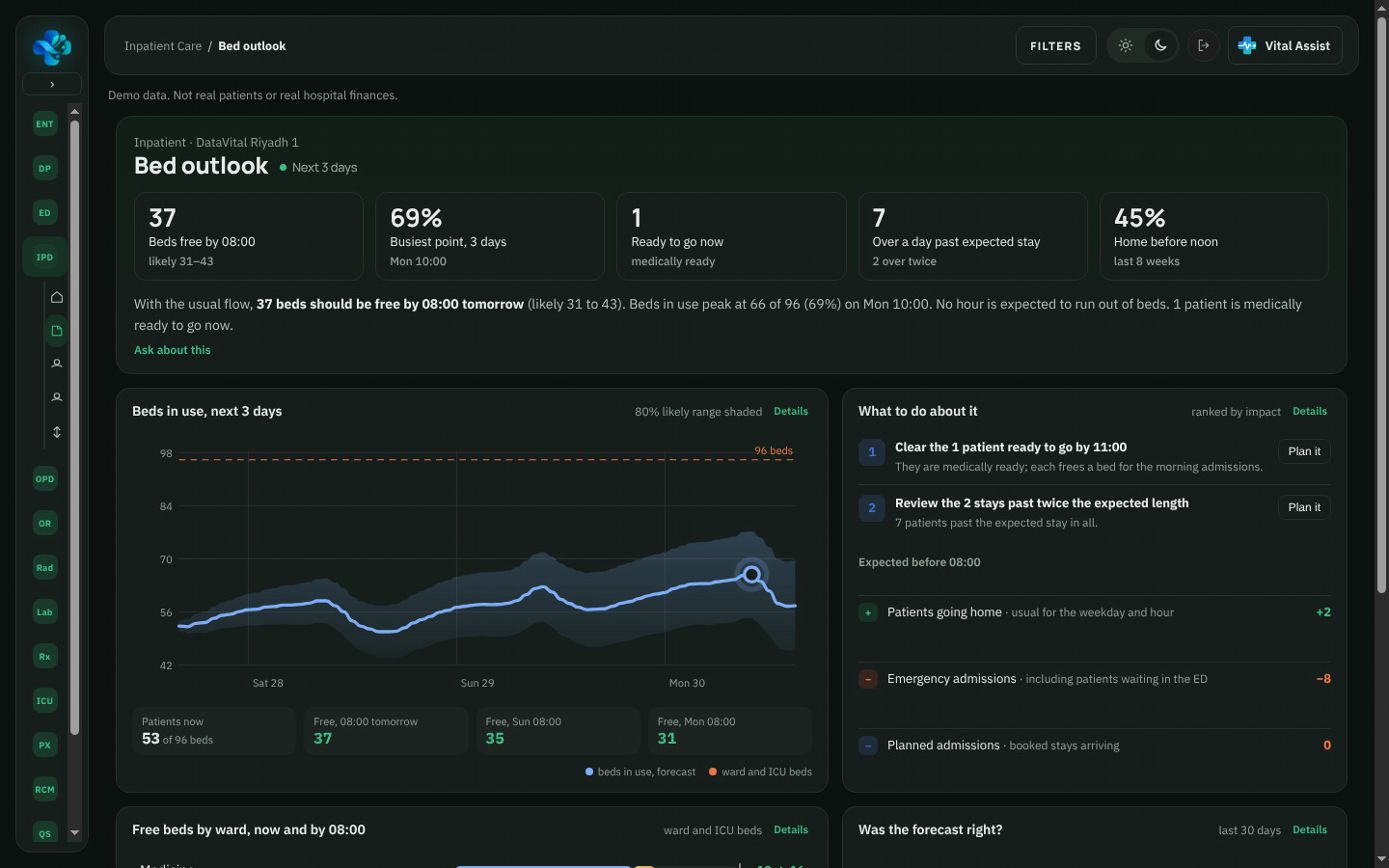 Inpatient Care / Bed outlook
FILTERS
Vital Assist
ENT
DP
ED
IPD
OPD
OR
Rad
Lab
Rx
ICU
PX
RCM
QS
Demo data. Not real patients or real hospital finances.
Inpatient · DataVital Riyadh 1
Bed outlook
Next 3 days
37
Beds free by 08:00
likely 31–43
69%
Busiest point, 3 days
Mon 10:00
1
Ready to go now
medically ready
7
Over a day past expected stay
2 over twice
45%
Home before noon
last 8 weeks
With the usual flow, 37 beds should be free by 08:00 tomorrow (likely 31 to 43). Beds in use peak at 66 of 96 (69%) on Mon 10:00. No hour is expected to run out of beds. 1 patient is medically
ready to go now.
Ask about this
Beds in use, next 3 days
80% likely range shaded
Details
96 beds
98
84
70
56
42
Sat 28
Sun 29
Mon 30
Patients now
53 of 96 beds
Free, 08:00 tomorrow
37
Free, Sun 08:00
35
Free, Mon 08:00
31
beds in use, forecast
ward and ICU beds
What to do about it
ranked by impact
Details
1
Clear the 1 patient ready to go by 11:00
They are medically ready; each frees a bed for the morning admissions.
Plan it
2
Review the 2 stays past twice the expected length
7 patients past the expected stay in all.
Plan it
Expected before 08:00
+ Patients going home · usual for the weekday and hour +2
− Emergency admissions · including patients waiting in the ED −8
− Planned admissions · booked stays arriving 0
Free beds by ward, now and by 08:00
ward and ICU beds
Details
Was the forecast right?
last 30 days
Details